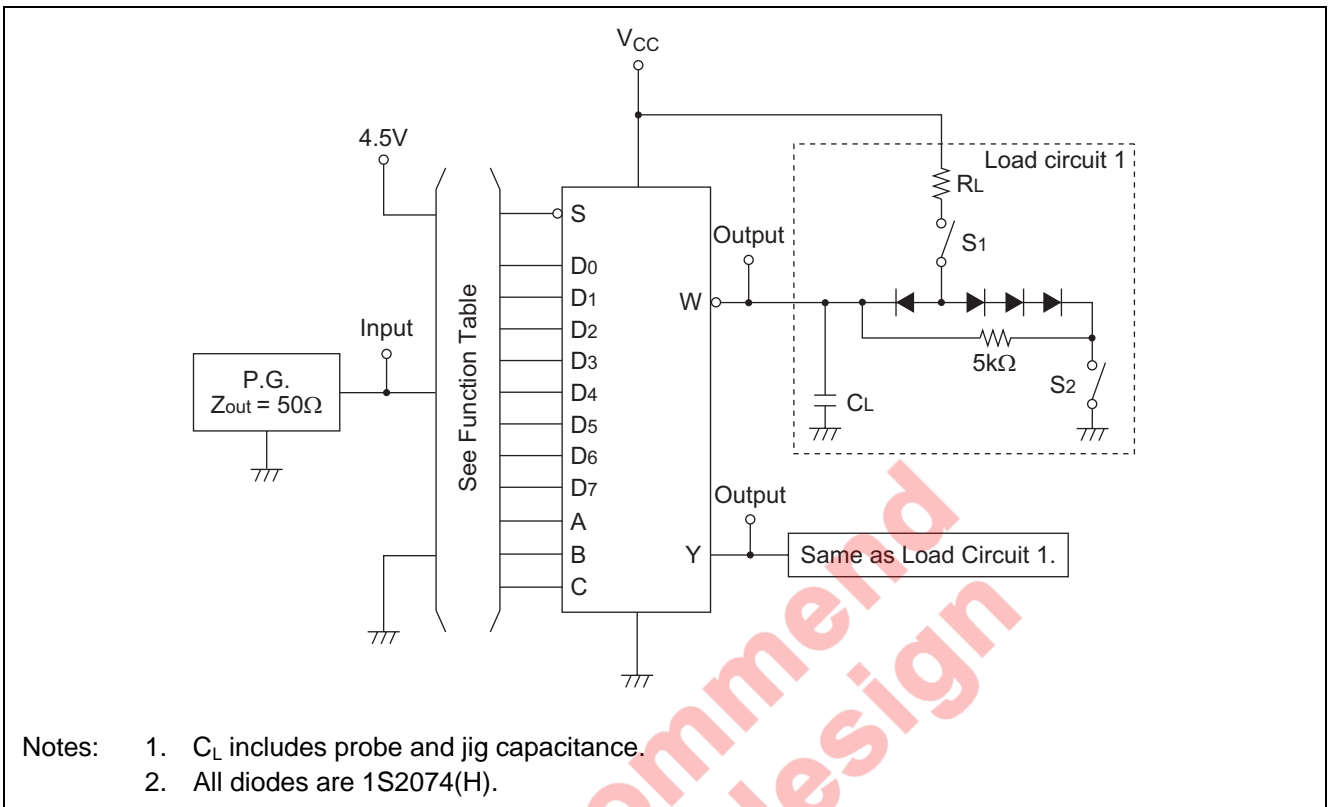 VCC
4.5V
Load circuit 1
RL
S
S1
Output
D0
D1
W
D2
Input
D3
5kΩ
S2
P.G.
Zout = 50Ω
See Function Table
D4
CL
D5
D6
D7
Output
A
B
Y
Same as Load Circuit 1.
C
Notes: 1. CL includes probe and jig capacitance.
2. All diodes are 1S2074(H).
ommend
design